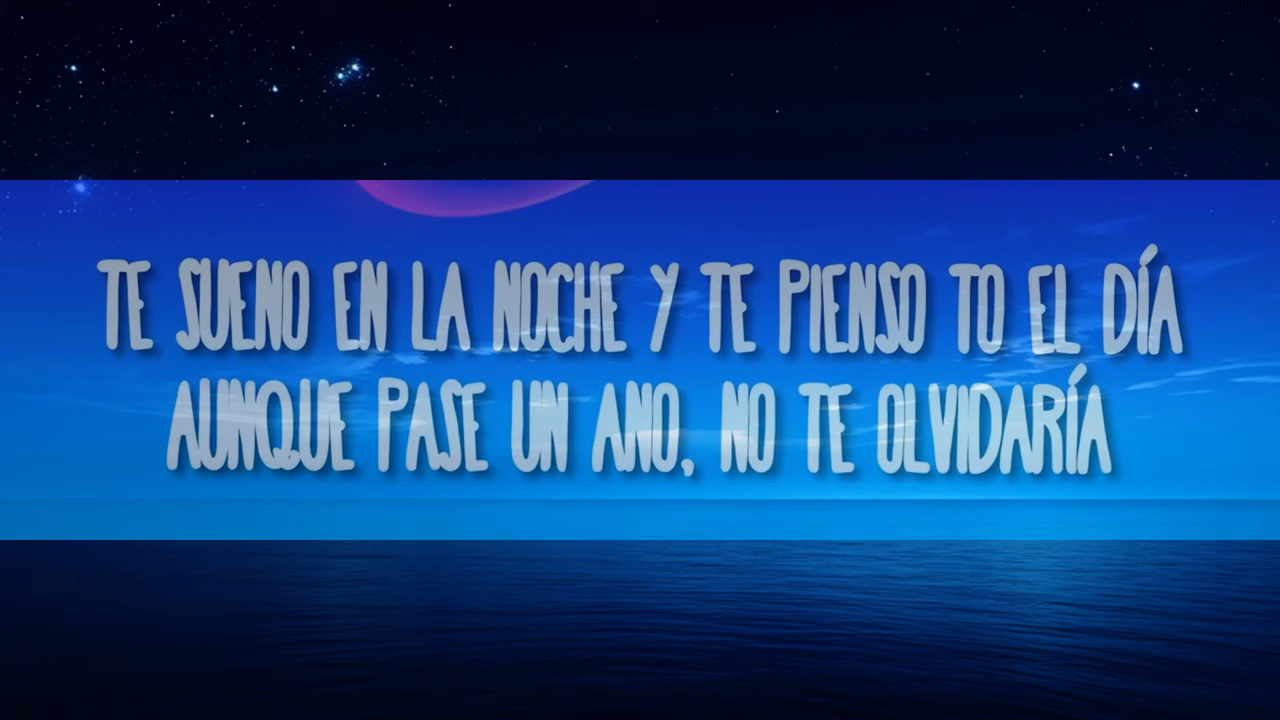 TE SUENO EN LA NOCHE Y TE PIENSO TO EL DÍA
AUNQUE PASE UN ANO, NO TE OLVIDARÍA